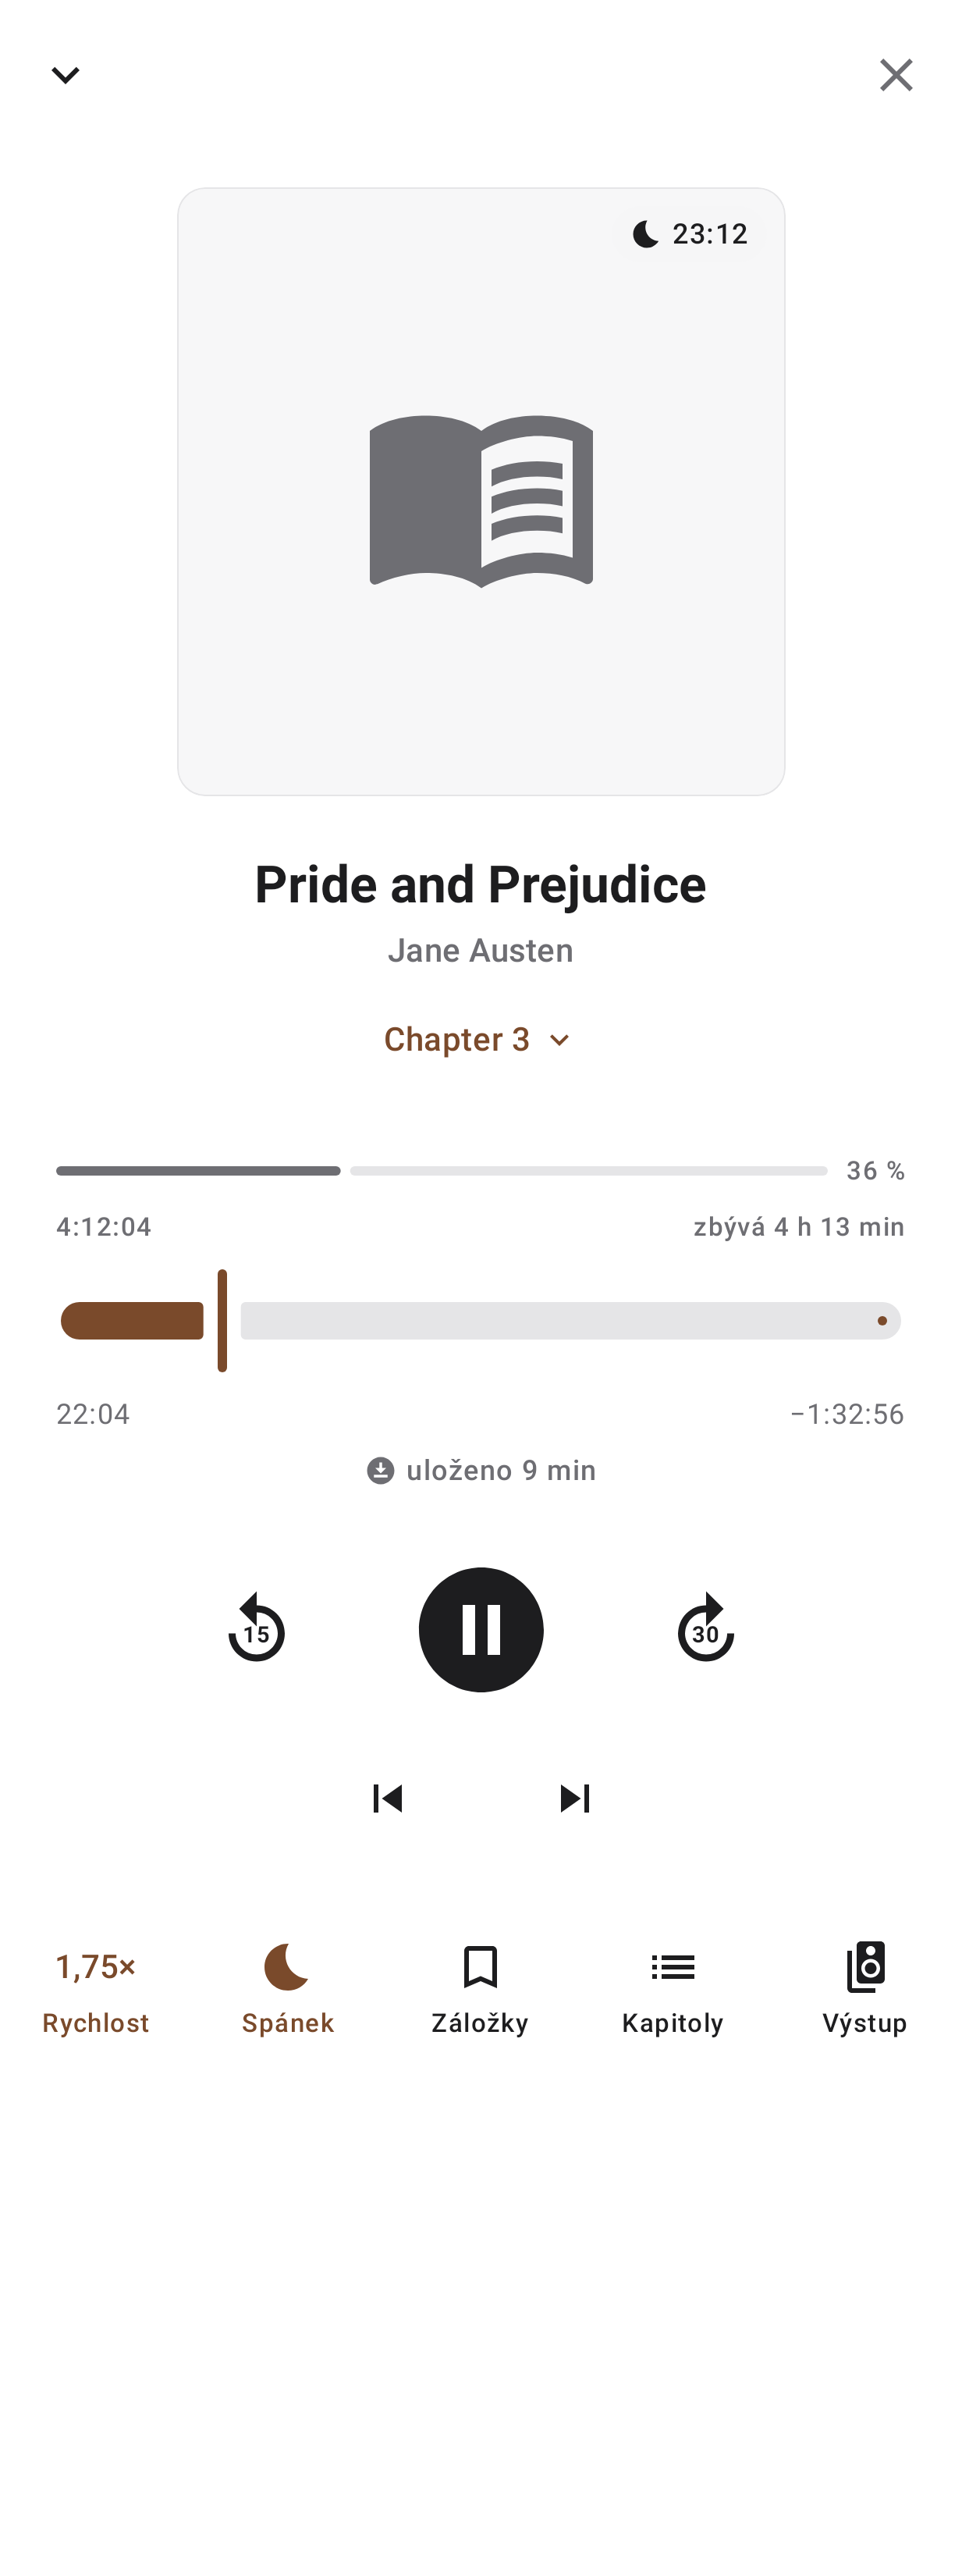 23:12
Pride and Prejudice
Jane Austen
Chapter 3
36 %
4:12:04 zbývá 4 h 13 min
22:04 −1:32:56
uloženo 9 min
15 30
1,75×
Rychlost Spánek Záložky Kapitoly Výstup